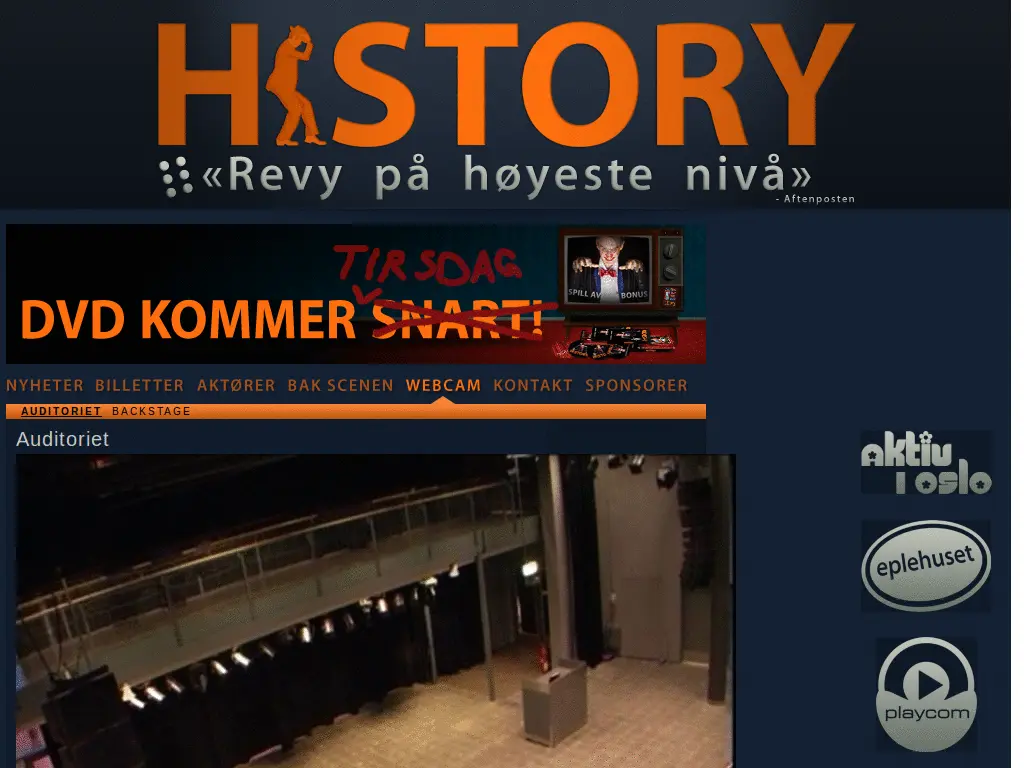 HISTORY
«Revy på høyeste nivå»
- Aftenposten
TIRSDAG
DVD KOMMER SNART!
SPILL AV BONUS
NYHETER BILLETTER AKTØRER BAK SCENEN WEBCAM KONTAKT SPONSORER
AUDITORIET BACKSTAGE
Auditoriet
aktiv
i oslo
eplehuset
playcom